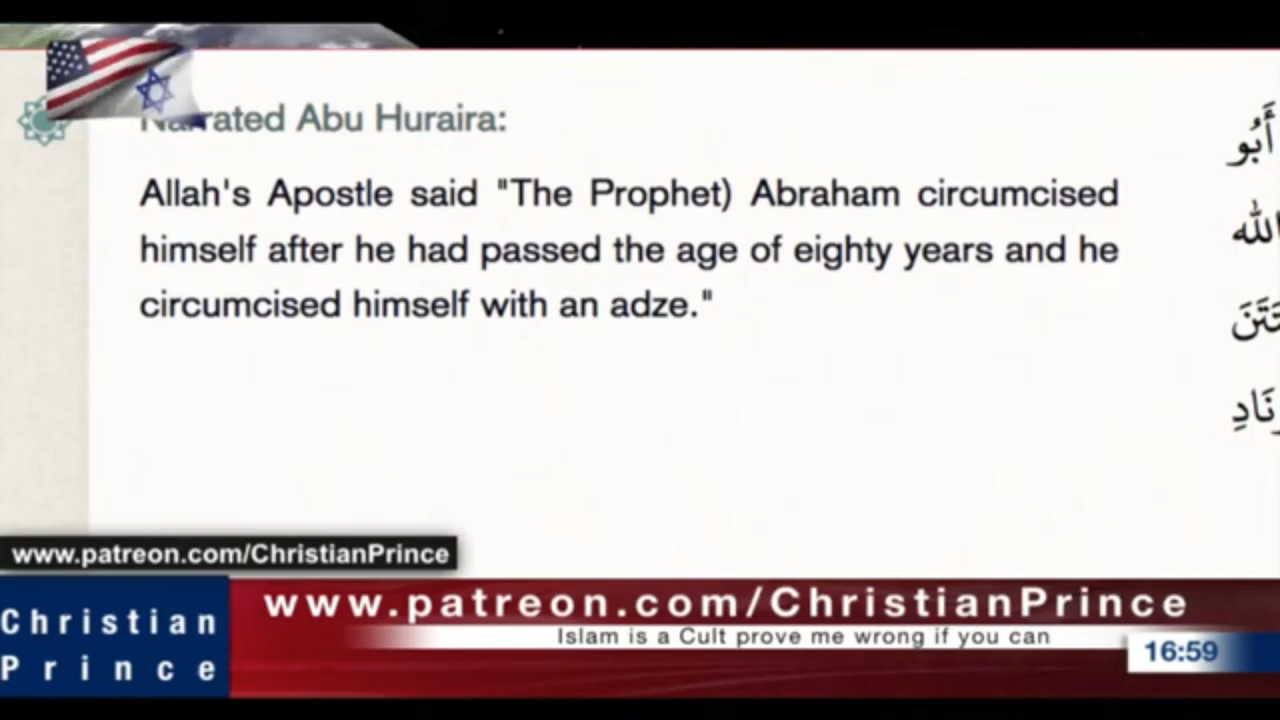 Narrated Abu Huraira:
Allah's Apostle said "The Prophet) Abraham circumcised
himself after he had passed the age of eighty years and he
circumcised himself with an adze."
أَبُو
الله
نَادِ
www.patreon.com/ChristianPrince
Christian
Prince
www.patreon.com/ChristianPrince
Islam is a Cult prove me wrong if you can
16:59